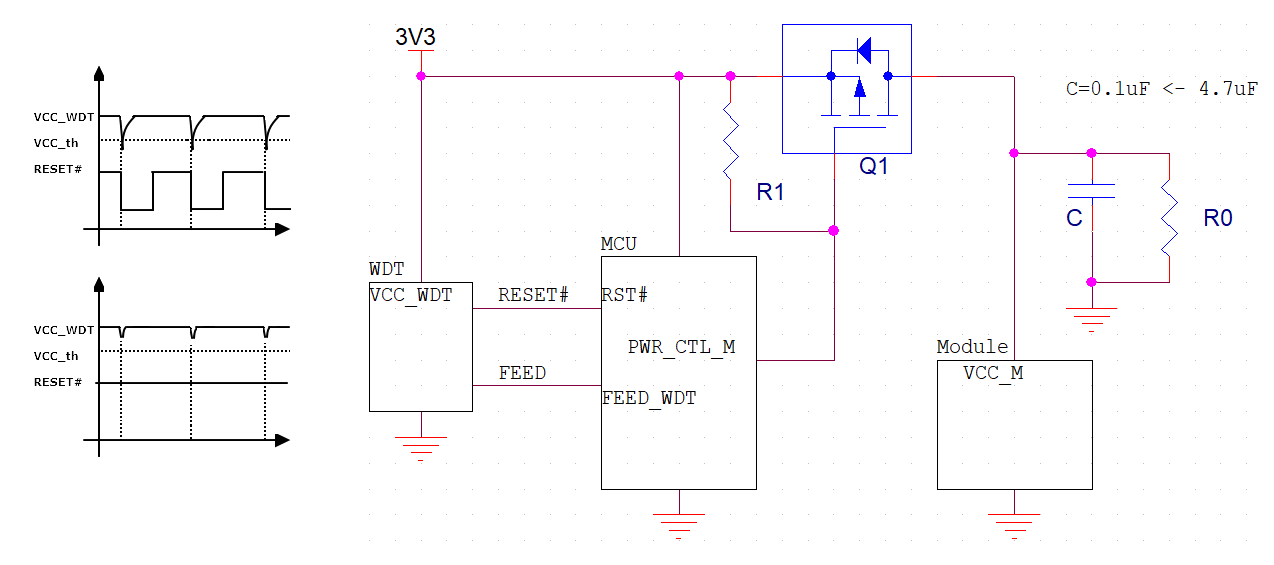 VCC_WDT
VCC_th
RESET#
VCC_WDT
VCC_th
RESET#
3V3
C=0.1uF <- 4.7uF
Q1
R1
C
R0
MCU
WDT
VCC_WDT
RESET#
RST#
PWR_CTL_M
FEED
FEED_WDT
Module
VCC_M